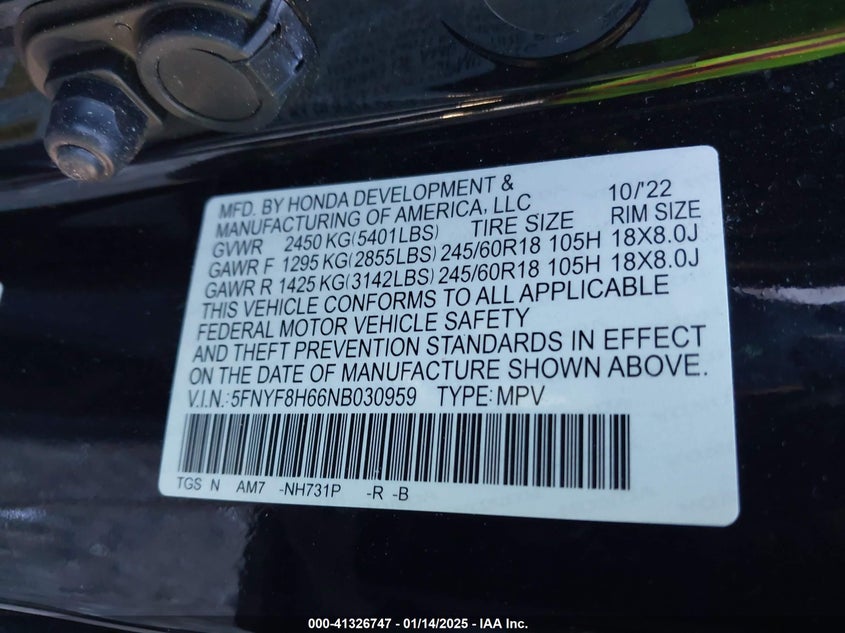 MFD. BY HONDA DEVELOPMENT & 10/'22
MANUFACTURING OF AMERICA, LLC
GVWR 2450 KG(5401LBS) TIRE SIZE RIM SIZE
GAWR F 1295 KG(2855LBS) 245/60R18 105H 18X8.0J
GAWR R 1425 KG(3142LBS) 245/60R18 105H 18X8.0J
THIS VEHICLE CONFORMS TO ALL APPLICABLE
FEDERAL MOTOR VEHICLE SAFETY
AND THEFT PREVENTION STANDARDS IN EFFECT
ON THE DATE OF MANUFACTURE SHOWN ABOVE.
V.I.N.: 5FNYF8H66NB030959 TYPE: MPV
TGS N AM7 -NH731P -R -B
000-41326747 - 01/14/2025 - IAA Inc.